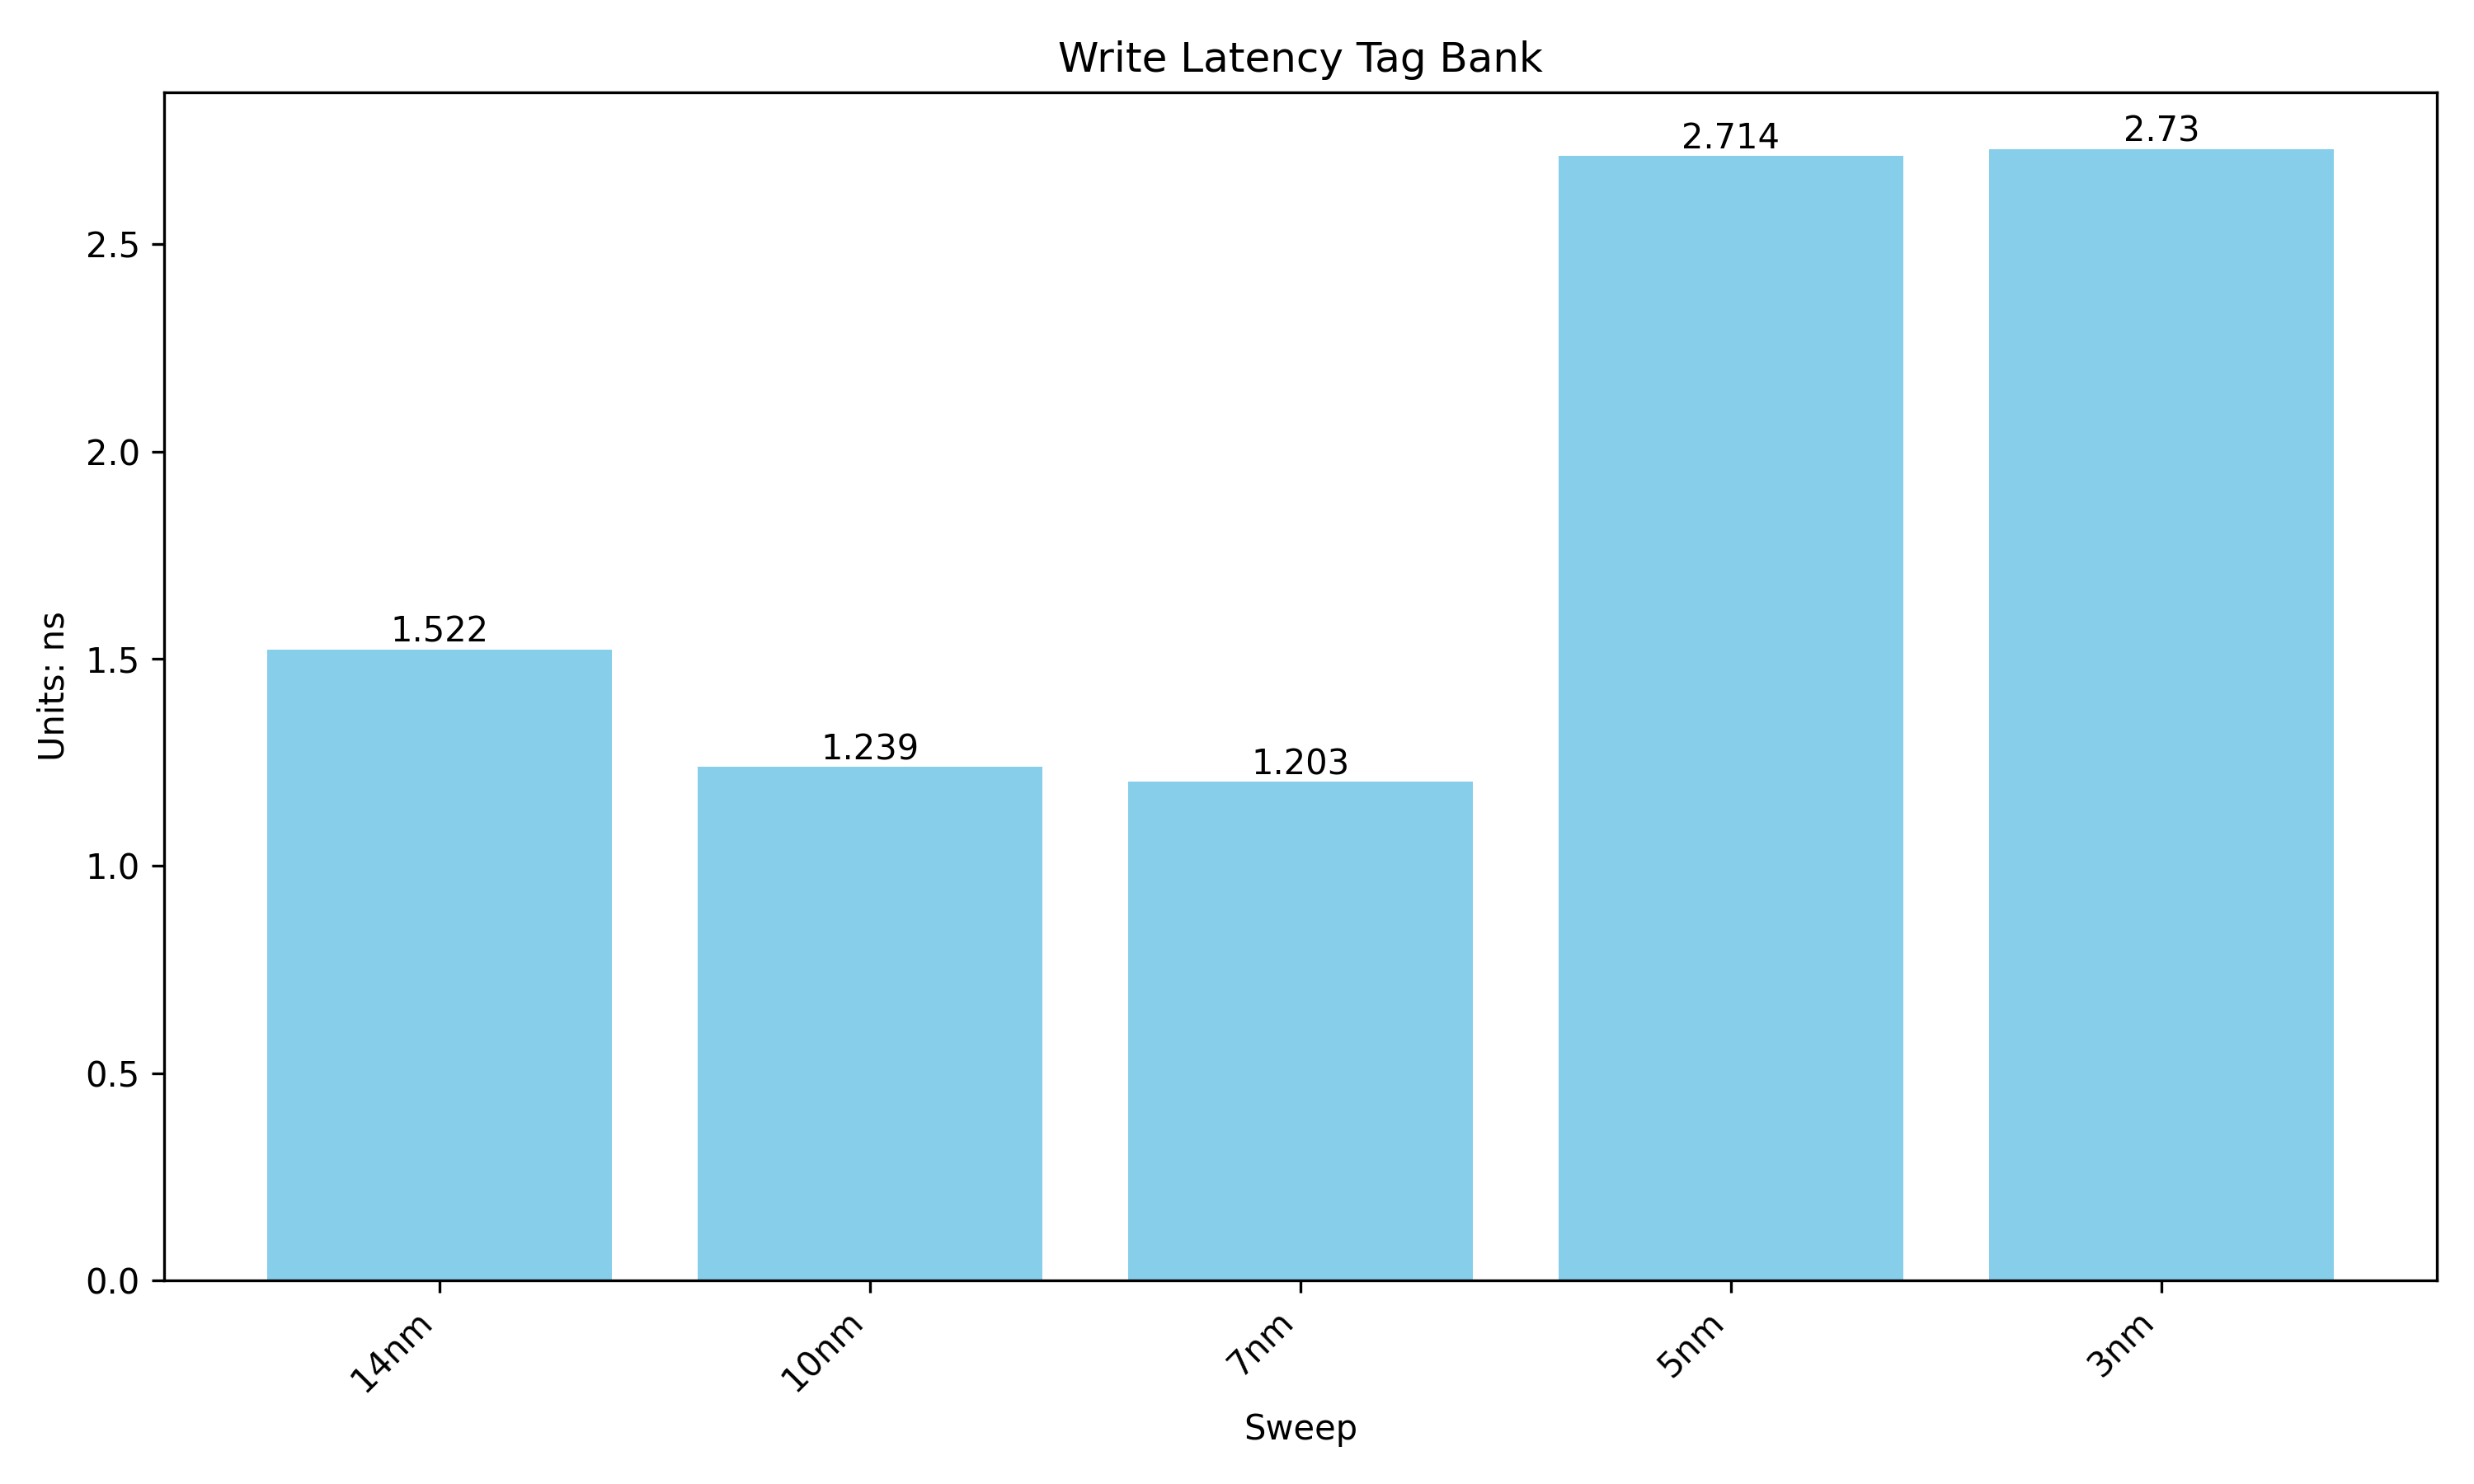 Write Latency Tag Bank
Units: ns
2.5
2.0
1.5
1.0
0.5
0.0
1.522
1.239
1.203
2.714
2.73
14nm
10nm
7nm
5nm
3nm
Sweep